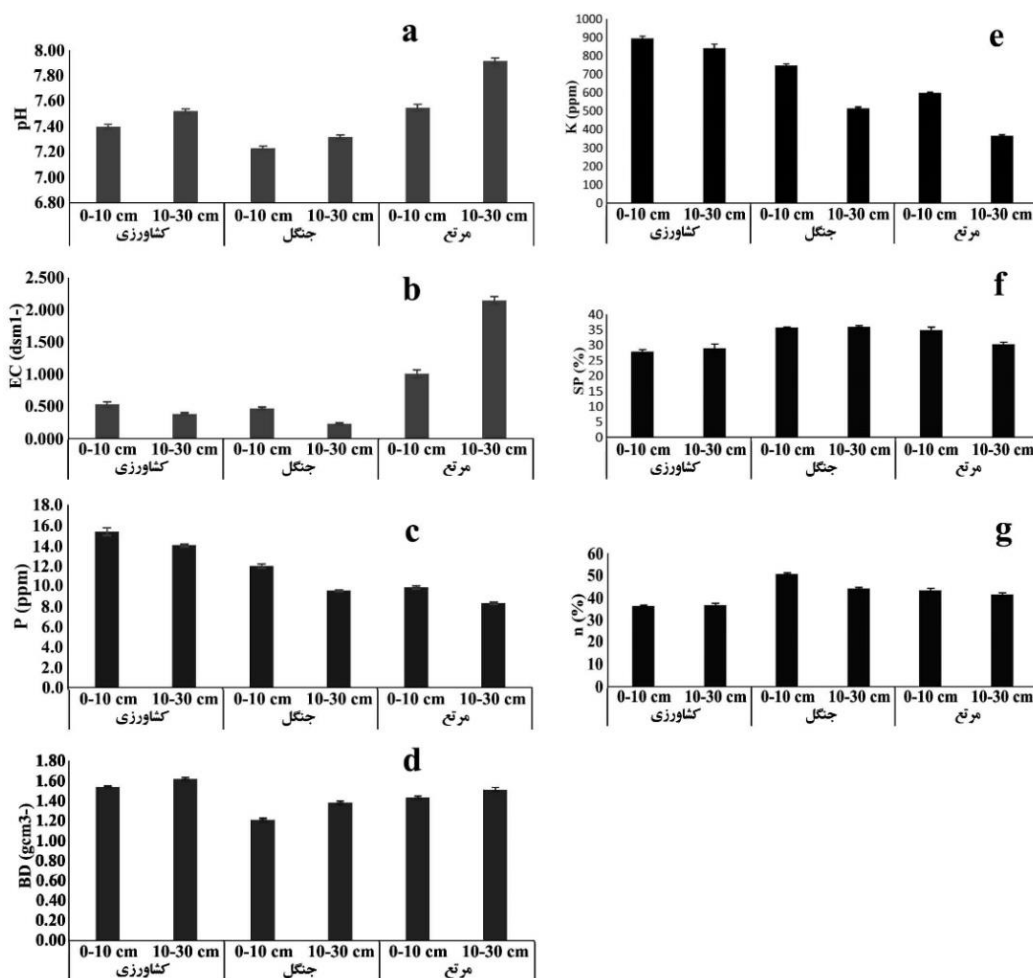 a
8.00
7.80
7.60
7.40
7.20
7.00
6.80
pH
0-10 cm 10-30 cm 0-10 cm 10-30 cm 0-10 cm 10-30 cm
کشاورزی جنگل مرتع
b
2.500
2.000
1.500
1.000
0.500
0.000
EC (dsm1-)
0-10 cm 10-30 cm 0-10 cm 10-30 cm 0-10 cm 10-30 cm
کشاورزی جنگل مرتع
c
18.0
16.0
14.0
12.0
10.0
8.0
6.0
4.0
2.0
0.0
P (ppm)
0-10 cm 10-30 cm 0-10 cm 10-30 cm 0-10 cm 10-30 cm
کشاورزی جنگل مرتع
d
1.80
1.60
1.40
1.20
1.00
0.80
0.60
0.40
0.20
0.00
BD (gcm3-)
0-10 cm 10-30 cm 0-10 cm 10-30 cm 0-10 cm 10-30 cm
کشاورزی جنگل مرتع
e
1000
900
800
700
600
500
400
300
200
100
0
K (ppm)
0-10 cm 10-30 cm 0-10 cm 10-30 cm 0-10 cm 10-30 cm
کشاورزی جنگل مرتع
f
40
35
30
25
20
15
10
5
0
SP (%)
0-10 cm 10-30 cm 0-10 cm 10-30 cm 0-10 cm 10-30 cm
کشاورزی جنگل مرتع
g
60
50
40
30
20
10
0
n (%)
0-10 cm 10-30 cm 0-10 cm 10-30 cm 0-10 cm 10-30 cm
کشاورزی جنگل مرتع